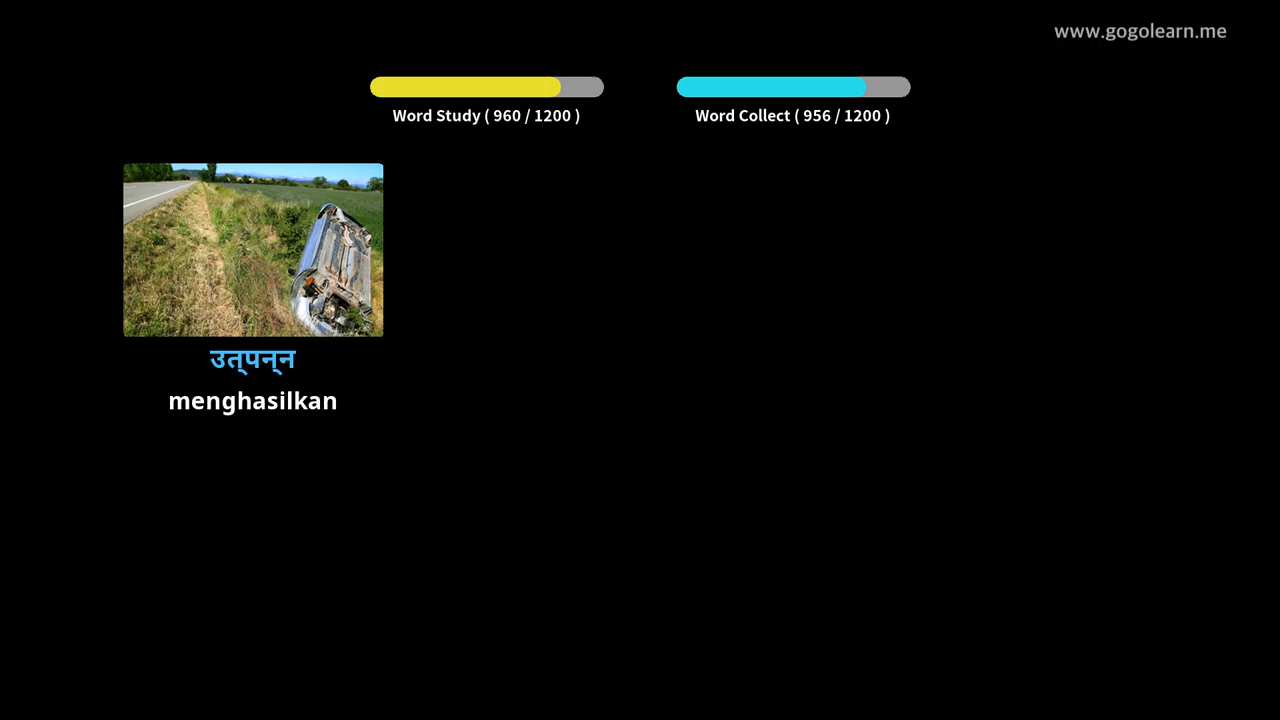 www.gogolearn.me
Word Study ( 960 / 1200 )
Word Collect ( 956 / 1200 )
उत्पन्न
menghasilkan